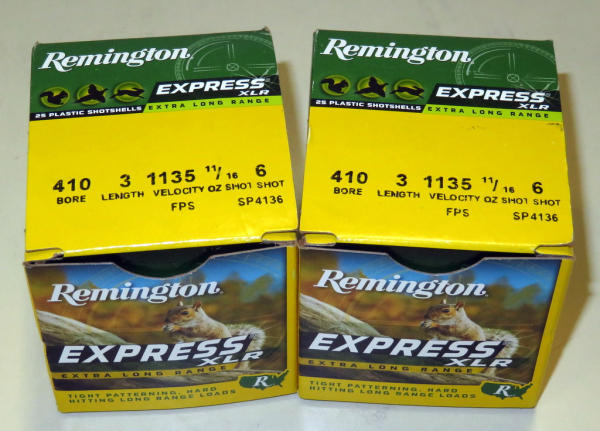 Remington
EXPRESS
XLR
25 PLASTIC SHOTSHELLS EXTRA LONG RANGE
410 3 1135 11/16 6
BORE LENGTH VELOCITY OZ SHOT SHOT
FPS SP4136
Remington
EXPRESS
XLR
EXTRA LONG RANGE
TIGHT PATTERNING, HARD
HITTING LONG RANGE LOADS
R
Remington
EXPRESS
XLR
25 PLASTIC SHOTSHELLS EXTRA LONG RANGE
410 3 1135 11/16 6
BORE LENGTH VELOCITY OZ SHOT SHOT
FPS SP4136
Remington
EXPRESS
XLR
EXTRA LONG RANGE
TIGHT PATTERNING, HARD
HITTING LONG RANGE LOADS
R